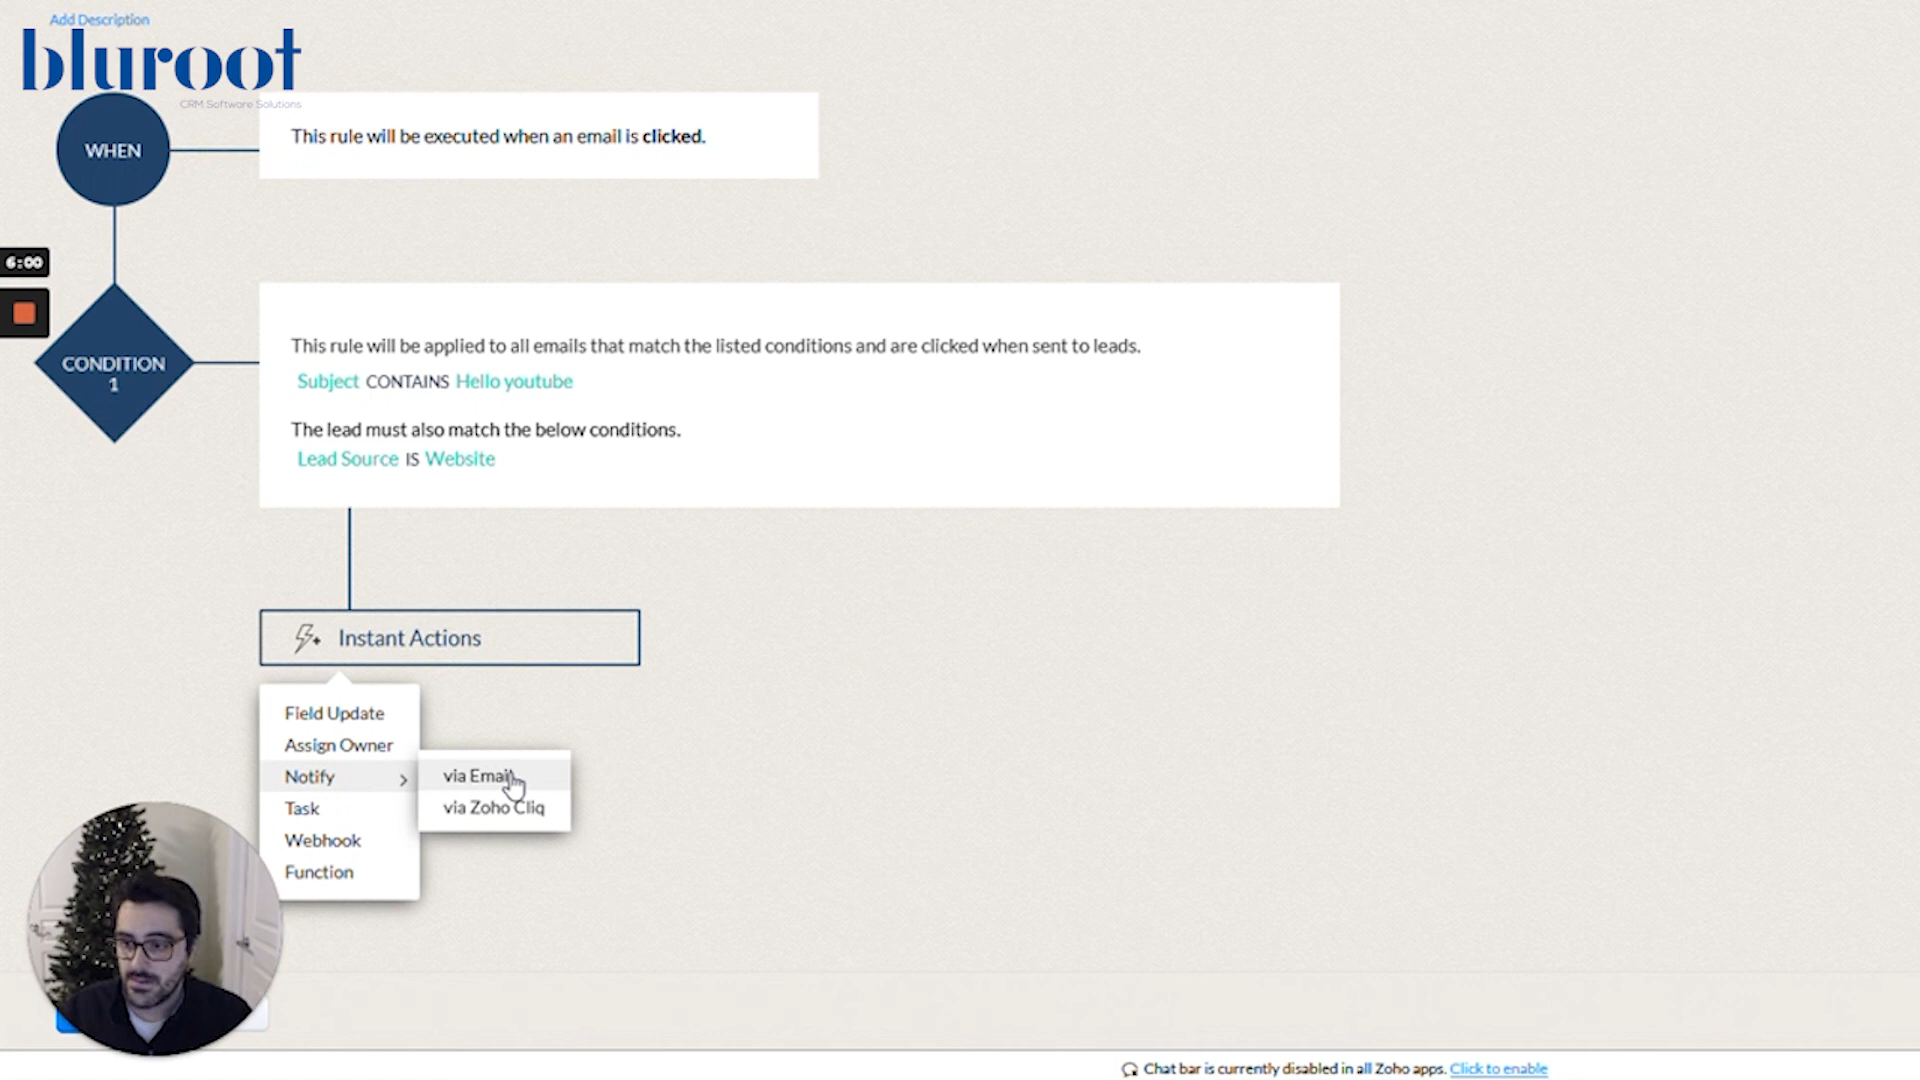 Add Description
bluroot
CRM Software Solutions
WHEN
This rule will be executed when an email is clicked.
6:00
CONDITION
1
This rule will be applied to all emails that match the listed conditions and are clicked when sent to leads.
Subject CONTAINS Hello youtube
The lead must also match the below conditions.
Lead Source IS Website
Instant Actions
Field Update
Assign Owner
Notify
via Email
via Zoho Cliq
Task
Webhook
Function
Chat bar is currently disabled in all Zoho apps. Click to enable